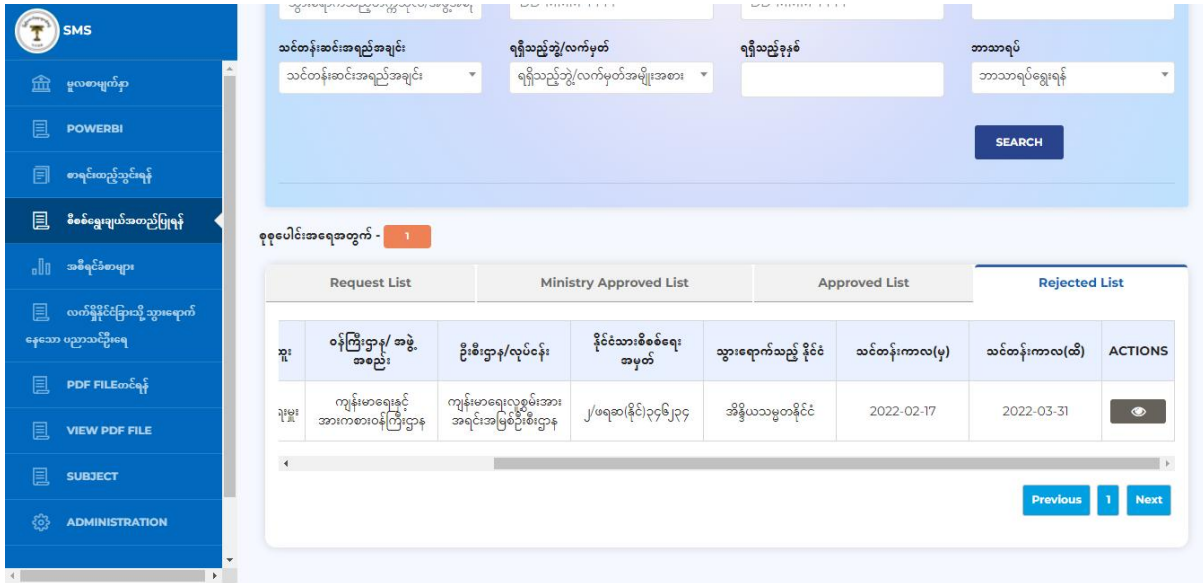 SMS
မူလစာမျက်နှာ
POWERBI
စာရင်းထည့်သွင်းရန်
စီစစ်ရွေးချယ်အတည်ပြုရန်
အစီရင်ခံစာများ
လက်ရှိနိုင်ငံခြားသို့ သွားရောက်
နေသော ပညာသင်ဦးရေ
PDF FILEတင်ရန်
VIEW PDF FILE
SUBJECT
ADMINISTRATION
သင်တန်းဆင်းအရည်အချင်း
ရရှိသည့်ဘွဲ့/လက်မှတ်
ရရှိသည့်ခုနှစ်
ဘာသာရပ်
သင်တန်းဆင်းအရည်အချင်း
ရရှိသည့်ဘွဲ့/လက်မှတ်အမျိုးအစား
ဘာသာရပ်ရွေးရန်
SEARCH
စုစုပေါင်းအရေအတွက် - 1
Request List
Ministry Approved List
Approved List
Rejected List
ဝန်ကြီးဌာန/ အဖွဲ့
အစည်း
ဦးစီးဌာန/လုပ်ငန်း
နိုင်ငံသားစိစစ်ရေး
အမှတ်
သွားရောက်သည့် နိုင်ငံ
သင်တန်းကာလ(မှ)
သင်တန်းကာလ(ထိ)
ACTIONS
ကျန်းမာရေးနှင့်
အားကစားဝန်ကြီးဌာန
ကျန်းမာရေးလူ့စွမ်းအား
အရင်းအမြစ်ဦးစီးဌာန
၂/ဖရဆ(နိုင်)၃၄၆၂၃၄
အိန္ဒိယသမ္မတနိုင်ငံ
2022-02-17
2022-03-31
Previous
1
Next